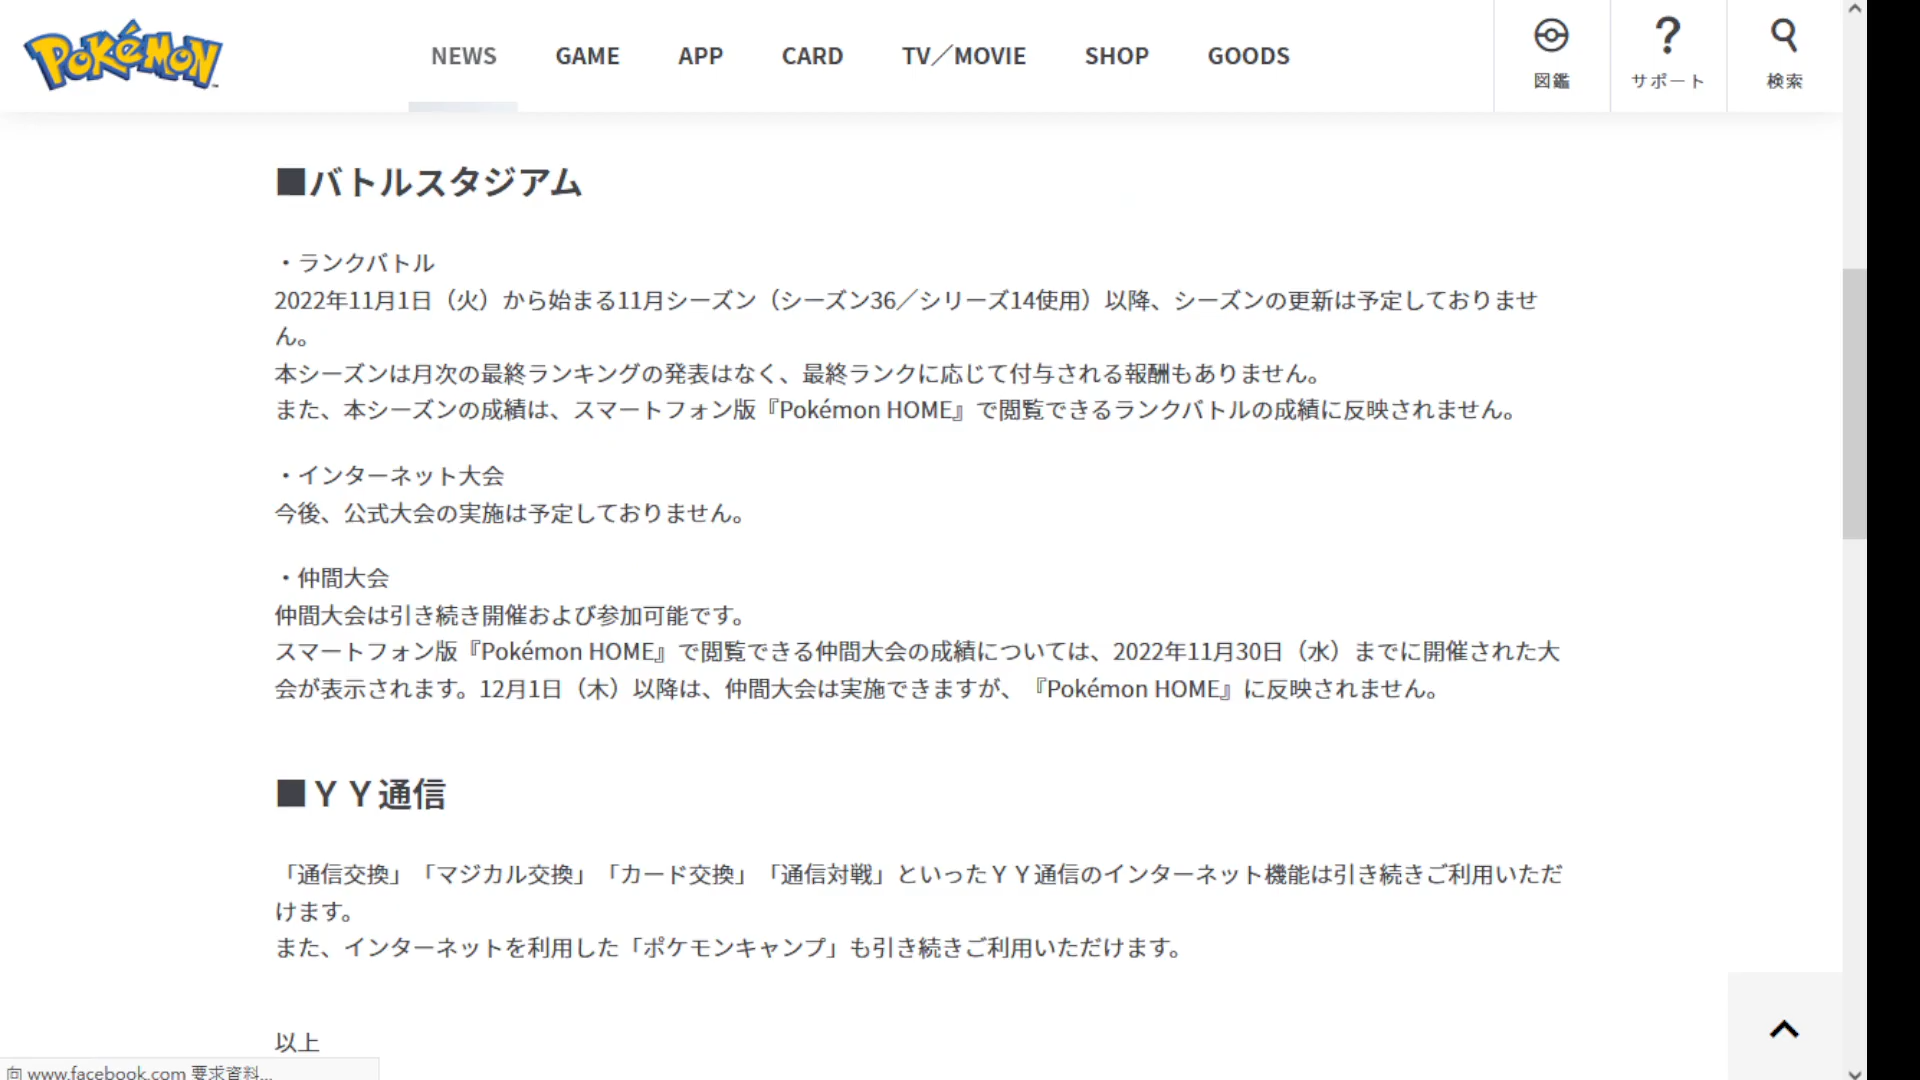 Pokémon
NEWS
GAME
APP
CARD
TV／MOVIE
SHOP
GOODS
図鑑
サポート
検索
■バトルスタジアム
・ランクバトル
2022年11月1日（火）から始まる11月シーズン（シーズン36／シリーズ14使用）以降、シーズンの更新は予定しておりませ
ん。
本シーズンは月次の最終ランキングの発表はなく、最終ランクに応じて付与される報酬もありません。
また、本シーズンの成績は、スマートフォン版『Pokémon HOME』で閲覧できるランクバトルの成績に反映されません。
・インターネット大会
今後、公式大会の実施は予定しておりません。
・仲間大会
仲間大会は引き続き開催および参加可能です。
スマートフォン版『Pokémon HOME』で閲覧できる仲間大会の成績については、2022年11月30日（水）までに開催された大
会が表示されます。12月1日（木）以降は、仲間大会は実施できますが、『Pokémon HOME』に反映されません。
■ＹＹ通信
「通信交換」「マジカル交換」「カード交換」「通信対戦」といったＹＹ通信のインターネット機能は引き続きご利用いただ
けます。
また、インターネットを利用した「ポケモンキャンプ」も引き続きご利用いただけます。
以上
向 www.facebook.com 要求資料...